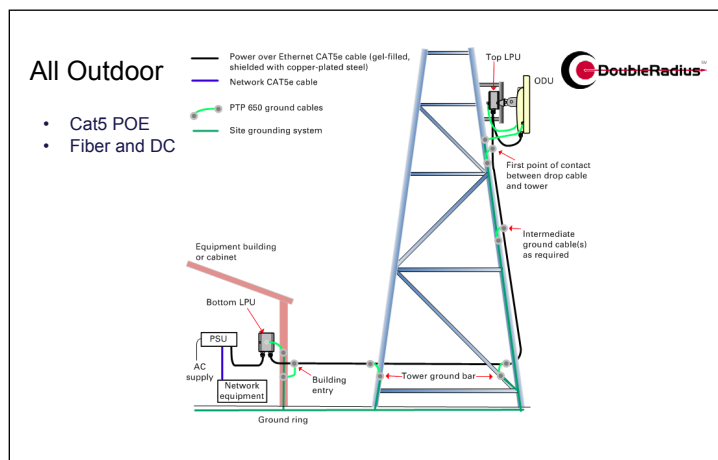 All Outdoor
• Cat5 POE
• Fiber and DC
Power over Ethernet CAT5e cable (gel-filled,
shielded with copper-plated steel)
Network CAT5e cable
PTP 650 ground cables
Site grounding system
Top LPU
ODU
DoubleRadius
SM
First point of contact
between drop cable
and tower
Intermediate
ground cable(s)
as required
Equipment building
or cabinet
Bottom LPU
PSU
AC
supply
Network
equipment
Building
entry
Tower ground bar
Ground ring